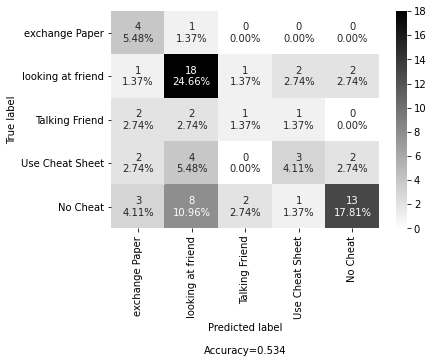 exchange Paper 4 1 0 0 0
5.48% 1.37% 0.00% 0.00% 0.00%
looking at friend 1 18 1 2 2
1.37% 24.66% 1.37% 2.74% 2.74%
Talking Friend 2 2 1 1 0
2.74% 2.74% 1.37% 1.37% 0.00%
Use Cheat Sheet 2 4 0 3 2
2.74% 5.48% 0.00% 4.11% 2.74%
No Cheat 3 8 2 1 13
4.11% 10.96% 2.74% 1.37% 17.81%
True label
exchange Paper
looking at friend
Talking Friend
Use Cheat Sheet
No Cheat
Predicted label
Accuracy=0.534
18
16
14
12
10
8
6
4
2
0